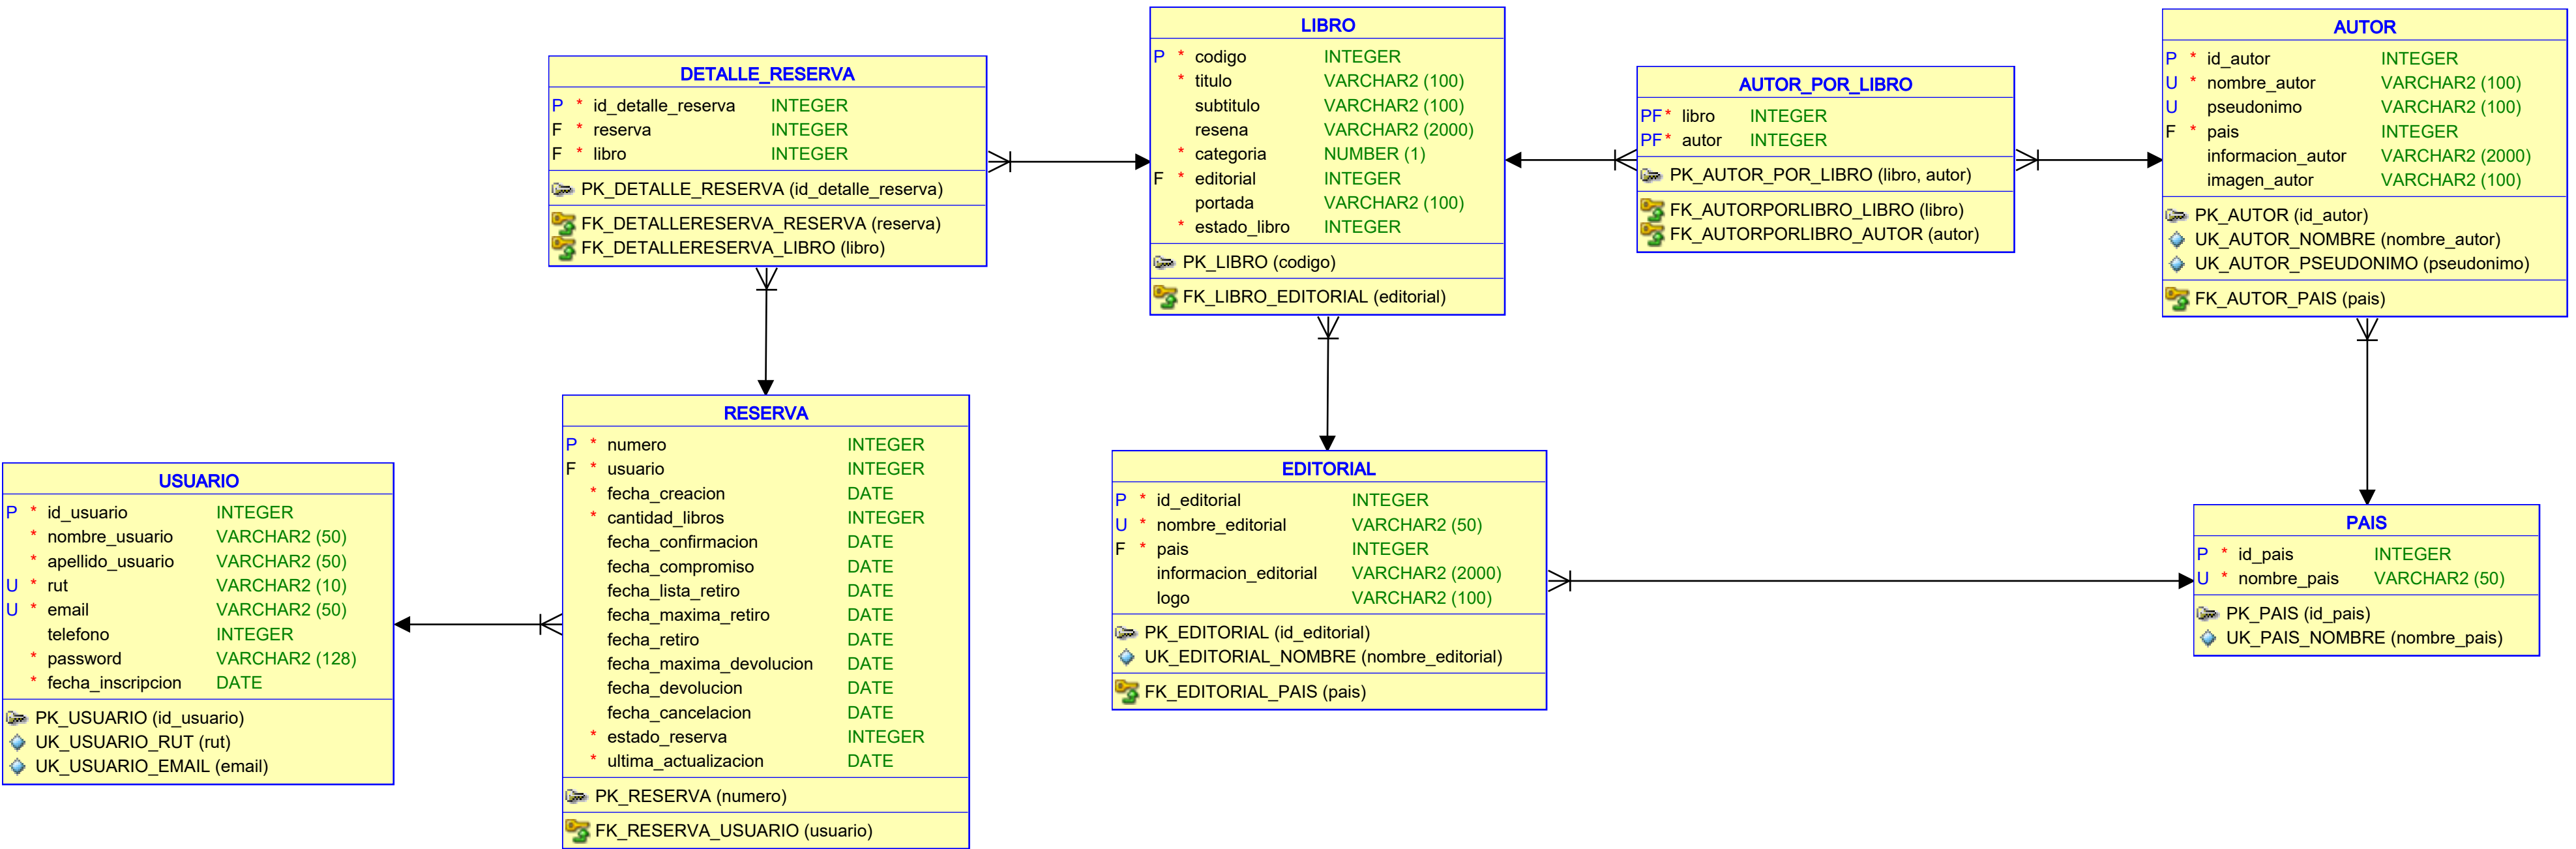 DETALLE_RESERVA
P * id_detalle_reserva INTEGER
F * reserva INTEGER
F * libro INTEGER
PK_DETALLE_RESERVA (id_detalle_reserva)
FK_DETALLERESERVA_RESERVA (reserva)
FK_DETALLERESERVA_LIBRO (libro)
LIBRO
P * codigo INTEGER
* titulo VARCHAR2 (100)
subtitulo VARCHAR2 (100)
resena VARCHAR2 (2000)
* categoria NUMBER (1)
F * editorial INTEGER
portada VARCHAR2 (100)
* estado_libro INTEGER
PK_LIBRO (codigo)
FK_LIBRO_EDITORIAL (editorial)
AUTOR_POR_LIBRO
PF * libro INTEGER
PF * autor INTEGER
PK_AUTOR_POR_LIBRO (libro, autor)
FK_AUTORPORLIBRO_LIBRO (libro)
FK_AUTORPORLIBRO_AUTOR (autor)
AUTOR
P * id_autor INTEGER
U * nombre_autor VARCHAR2 (100)
U pseudonimo VARCHAR2 (100)
F * pais INTEGER
informacion_autor VARCHAR2 (2000)
imagen_autor VARCHAR2 (100)
PK_AUTOR (id_autor)
UK_AUTOR_NOMBRE (nombre_autor)
UK_AUTOR_PSEUDONIMO (pseudonimo)
FK_AUTOR_PAIS (pais)
USUARIO
P * id_usuario INTEGER
* nombre_usuario VARCHAR2 (50)
* apellido_usuario VARCHAR2 (50)
U * rut VARCHAR2 (10)
U * email VARCHAR2 (50)
telefono INTEGER
* password VARCHAR2 (128)
* fecha_inscripcion DATE
PK_USUARIO (id_usuario)
UK_USUARIO_RUT (rut)
UK_USUARIO_EMAIL (email)
RESERVA
P * numero INTEGER
F * usuario INTEGER
* fecha_creacion DATE
* cantidad_libros INTEGER
fecha_confirmacion DATE
fecha_compromiso DATE
fecha_lista_retiro DATE
fecha_maxima_retiro DATE
fecha_retiro DATE
fecha_maxima_devolucion DATE
fecha_devolucion DATE
fecha_cancelacion DATE
* estado_reserva INTEGER
* ultima_actualizacion DATE
PK_RESERVA (numero)
FK_RESERVA_USUARIO (usuario)
EDITORIAL
P * id_editorial INTEGER
U * nombre_editorial VARCHAR2 (50)
F * pais INTEGER
informacion_editorial VARCHAR2 (2000)
logo VARCHAR2 (100)
PK_EDITORIAL (id_editorial)
UK_EDITORIAL_NOMBRE (nombre_editorial)
FK_EDITORIAL_PAIS (pais)
PAIS
P * id_pais INTEGER
U * nombre_pais VARCHAR2 (50)
PK_PAIS (id_pais)
UK_PAIS_NOMBRE (nombre_pais)